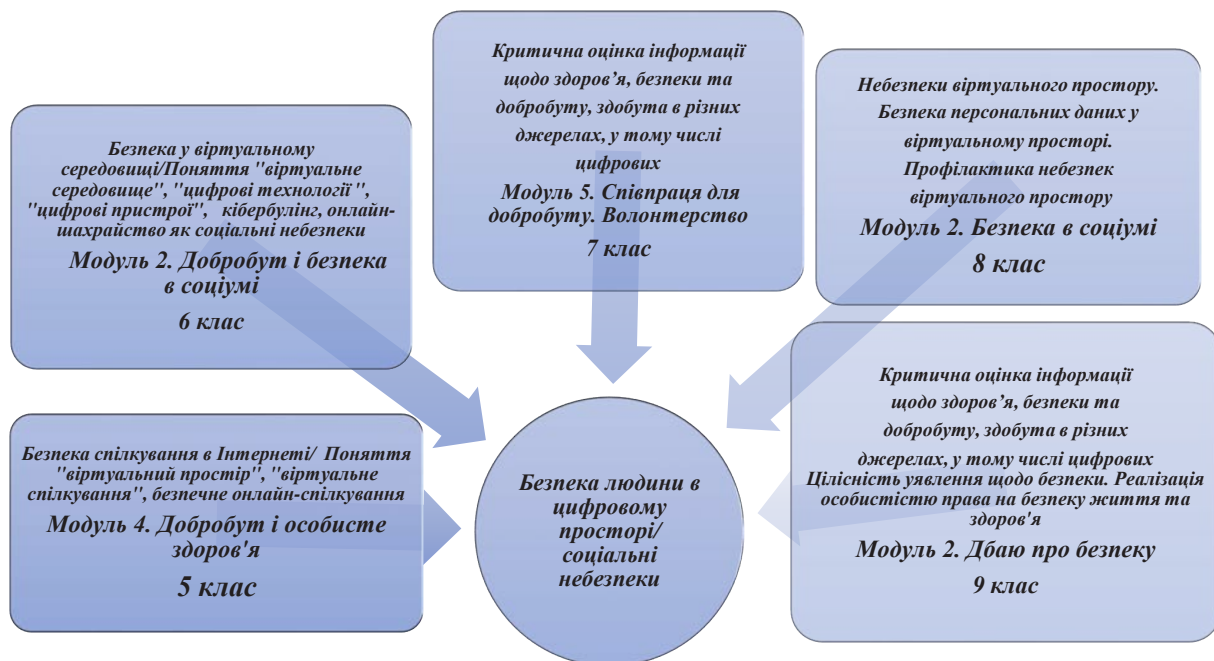 Безпека у віртуальному
середовищі/Поняття "віртуальне
середовище", "цифрові технології ",
"цифрові пристрої", кібербулінг, онлайн-
шахрайство як соціальні небезпеки
Модуль 2. Добробут і безпека
в соціумі
6 клас
Критична оцінка інформації
щодо здоров’я, безпеки та
добробуту, здобута в різних
джерелах, у тому числі
цифрових
Модуль 5. Співпраця для
добробуту. Волонтерство
7 клас
Небезпеки віртуального простору.
Безпека персональних даних у
віртуальному просторі.
Профілактика небезпек
віртуального простору
Модуль 2. Безпека в соціумі
8 клас
Безпека спілкування в Інтернеті/ Поняття
"віртуальний простір", "віртуальне
спілкування", безпечне онлайн-спілкування
Модуль 4. Добробут і особисте
здоров'я
5 клас
Безпека людини в
цифровому
просторі/
соціальні
небезпеки
Критична оцінка інформації
щодо здоров’я, безпеки та
добробуту, здобута в різних
джерелах, у тому числі цифрових
Цілісність уявлення щодо безпеки. Реалізація
особистістю права на безпеку життя та
здоров'я
Модуль 2. Дбаю про безпеку
9 клас